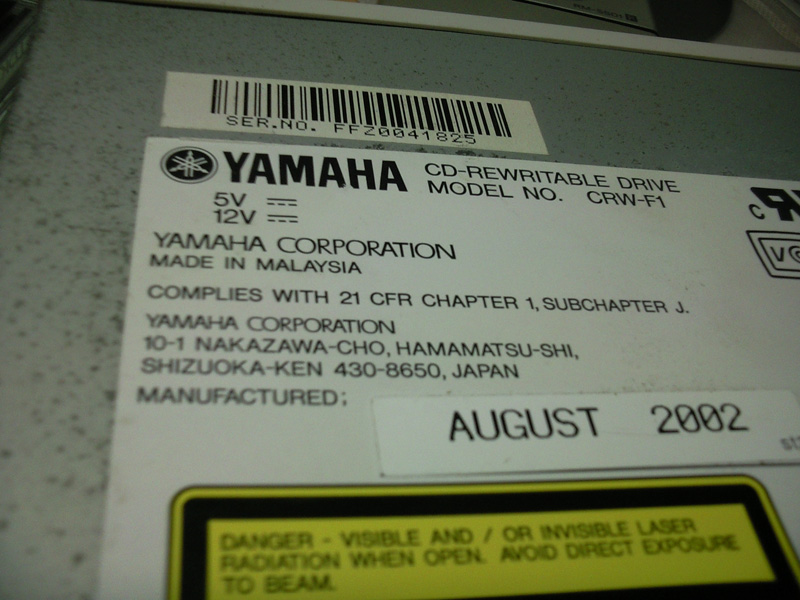 SER.NO. FFZ0041825
YAMAHA CD-REWRITABLE DRIVE
MODEL NO. CRW-F1
5V
12V
YAMAHA CORPORATION
MADE IN MALAYSIA
COMPLIES WITH 21 CFR CHAPTER 1, SUBCHAPTER J.
YAMAHA CORPORATION
10-1 NAKAZAWA-CHO, HAMAMATSU-SHI,
SHIZUOKA-KEN 430-8650, JAPAN
MANUFACTURED; AUGUST 2002
DANGER - VISIBLE AND / OR INVISIBLE LASER
RADIATION WHEN OPEN. AVOID DIRECT EXPOSURE
TO BEAM.